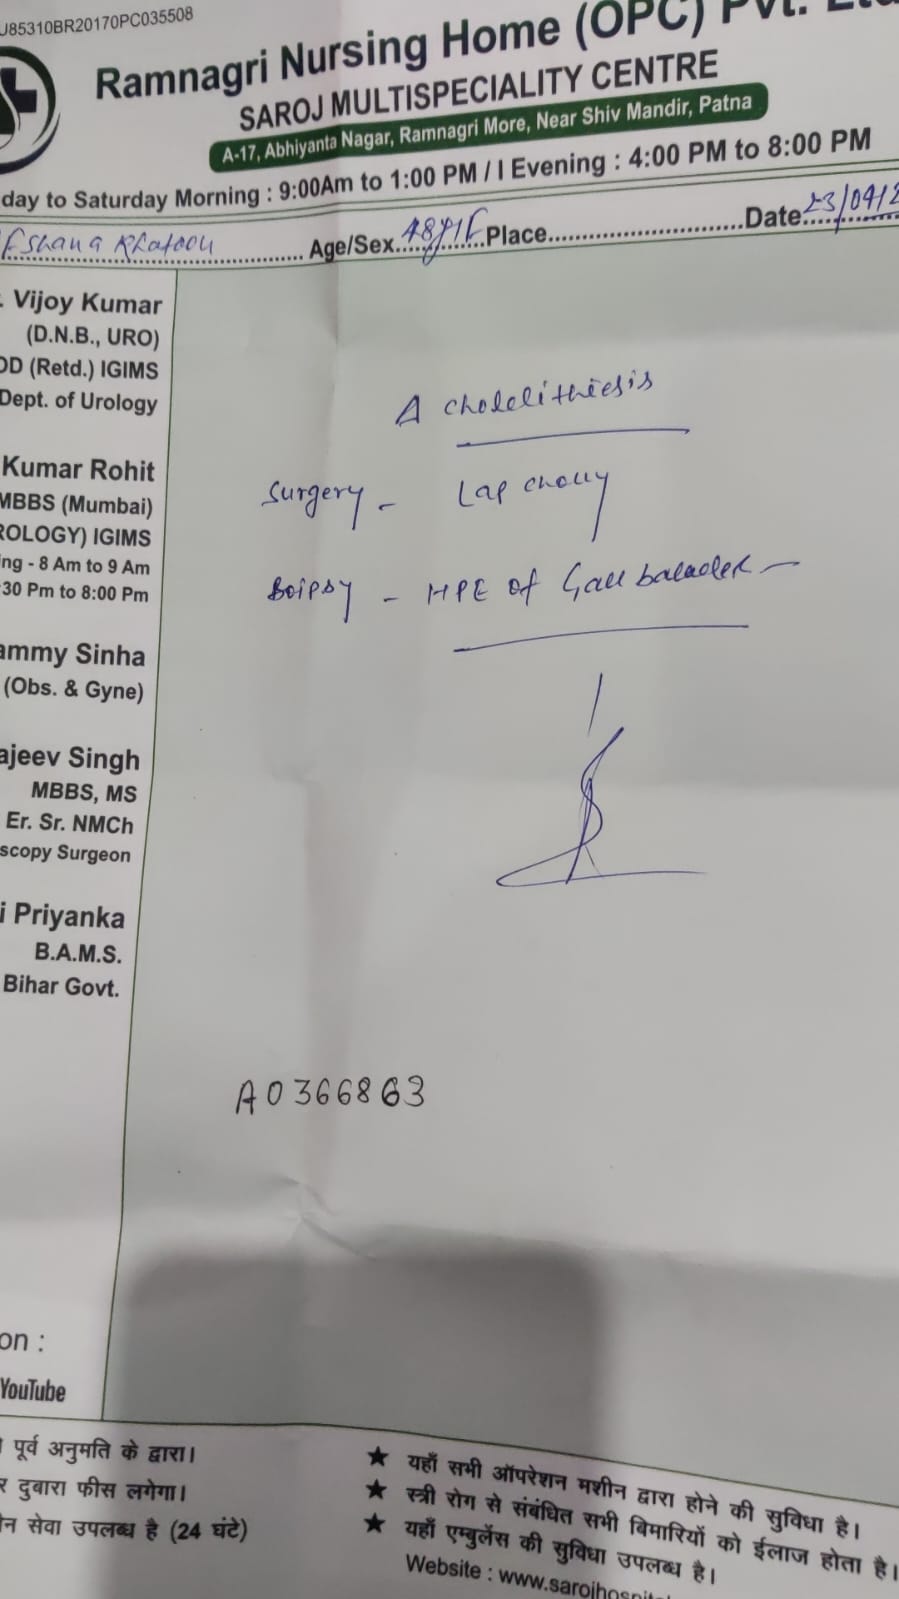 U85310BR20170PC035508
Ramnagri Nursing Home (OPC) Pvt. Ltd
SAROJ MULTISPECIALITY CENTRE
A-17, Abhiyanta Nagar, Ramnagri More, Near Shiv Mandir, Patna
day to Saturday Morning : 9:00Am to 1:00 PM / I Evening : 4:00 PM to 8:00 PM
Khatoon Age/Sex 48y/F Place Date 23/04/2
Vijoy Kumar
(D.N.B., URO)
OD (Retd.) IGIMS
Dept. of Urology
Kumar Rohit
MBBS (Mumbai)
ROLOGY) IGIMS
ng - 8 Am to 9 Am
30 Pm to 8:00 Pm
ammy Sinha
(Obs. & Gyne)
ajeev Singh
MBBS, MS
Er. Sr. NMCh
scopy Surgeon
i Priyanka
B.A.M.S.
Bihar Govt.
Cholelithiesis
Surgery - Lap cholly
Boipsy - HPE of Gall baladder -
A0366863
on :
YouTube
पूर्व अनुमति के द्वारा।
र दुबारा फीस लगेगा।
न सेवा उपलब्ध है (24 घंटे)
★ यहाँ सभी ऑपरेशन मशीन द्वारा होने की सुविधा है।
★ स्त्री रोग से संबंधित सभी बिमारियों को ईलाज होता है।
★ यहाँ एम्बुलेंस की सुविधा उपलब्ध है।
Website : www.sarojhospital